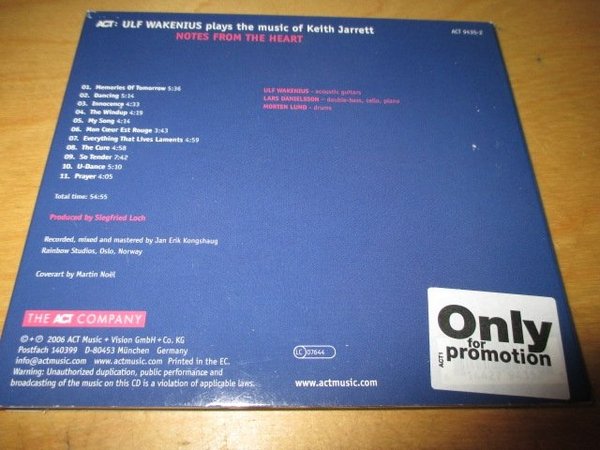 ACT: ULF WAKENIUS plays the music of Keith Jarrett
NOTES FROM THE HEART
ACT 9435-2
01. Memories Of Tomorrow 5:36
02. Dancing 5:14
03. Innocency 4:33
04. The Windup 4:19
05. My Song 4:14
06. Mon Cœur Est Rouge 3:43
07. Everything That Lives Laments 4:59
08. The Cure 4:58
09. So Tender 7:42
10. U-Dance 5:10
11. Prayer 4:05
Total time: 54:55
ULF WAKENIUS - acoustic guitars
LARS DANIELSSON - double-bass, cello, piano
MORTEN LUND - drums
Produced by Siegfried Loch
Recorded, mixed and mastered by Jan Erik Kongshaug
Rainbow Studios, Oslo, Norway
Coverart by Martin Noël
THE ACT COMPANY
© + ℗ 2006 ACT Music + Vision GmbH + Co. KG
Postfach 140399 D-80453 München Germany
info@actmusic.com www.actmusic.com Printed in the EC.
Warning: Unauthorized duplication, public performance and
broadcasting of the music on this CD is a violation of applicable laws.
LC 07644
www.actmusic.com
Only
for
promotion
ACT1